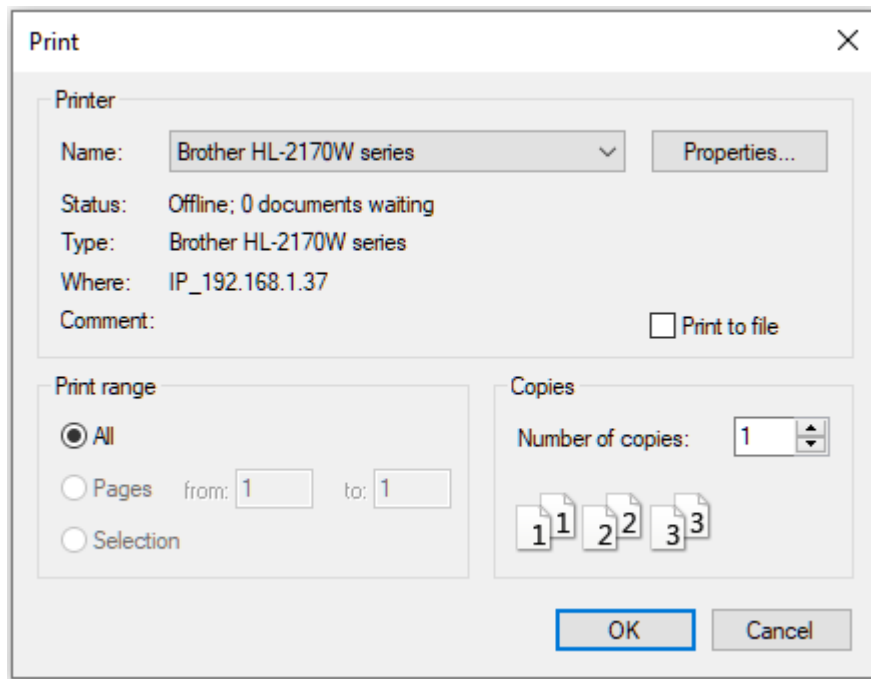 Print
Printer
Name: Brother HL-2170W series Properties...
Status: Offline; 0 documents waiting
Type: Brother HL-2170W series
Where: IP_192.168.1.37
Comment:
Print to file
Print range
All
Pages from: 1 to: 1
Selection
Copies
Number of copies: 1
1 1 2 2 3 3
OK Cancel